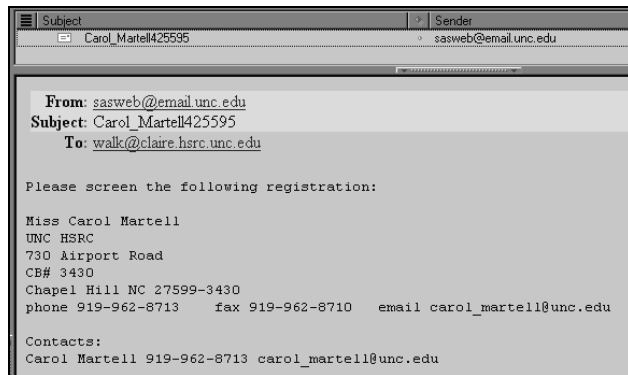 Subject Sender
Carol_Martell425595 sasweb@email.unc.edu
From: sasweb@email.unc.edu
Subject: Carol_Martell425595
To: walk@claire.hsrc.unc.edu
Please screen the following registration:
Miss Carol Martell
UNC HSRC
730 Airport Road
CB# 3430
Chapel Hill NC 27599-3430
phone 919-962-8713 fax 919-962-8710 email carol_martell@unc.edu
Contacts:
Carol Martell 919-962-8713 carol_martell@unc.edu